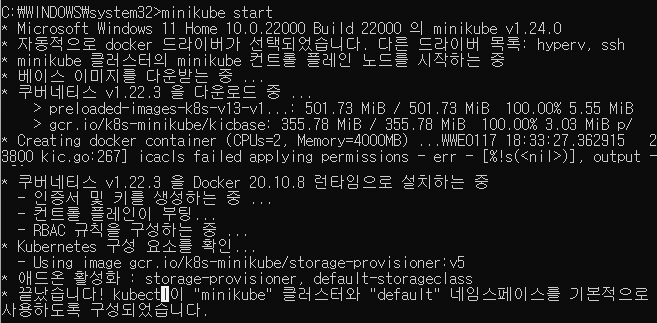 C:\WINDOWS\system32>minikube start
* Microsoft Windows 11 Home 10.0.22000 Build 22000 의 minikube v1.24.0
* 자동적으로 docker 드라이버가 선택되었습니다. 다른 드라이버 목록: hyperv, ssh
* minikube 클러스터의 minikube 컨트롤 플레인 노드를 시작하는 중
* 베이스 이미지를 다운받는 중 ...
* 쿠버네티스 v1.22.3 을 다운로드 중 ...
> preloaded-images-k8s-v13-v1...: 501.73 MiB / 501.73 MiB 100.00% 5.55 MiB
> gcr.io/k8s-minikube/kicbase: 355.78 MiB / 355.78 MiB 100.00% 3.03 MiB p/
* Creating docker container (CPUs=2, Memory=4000MB) ...WWE0117 18:33:27.362915 2
3800 kic.go:267] icacls failed applying permissions - err - [%!s(<nil>)], output -
* 쿠버네티스 v1.22.3 을 Docker 20.10.8 런타임으로 설치하는 중
- 인증서 및 키를 생성하는 중 ...
- 컨트롤 플레인이 부팅...
- RBAC 규칙을 구성하는 중 ...
* Kubernetes 구성 요소를 확인...
- Using image gcr.io/k8s-minikube/storage-provisioner:v5
* 애드온 활성화 : storage-provisioner, default-storageclass
* 끝났습니다! kubectl이 "minikube" 클러스터와 "default" 네임스페이스를 기본적으로
사용하도록 구성되었습니다.